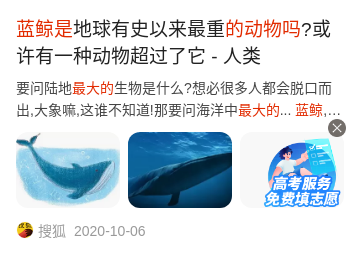 蓝鲸是地球有史以来最重的动物吗?或
许有一种动物超过了它 - 人类
要问陆地最大的生物是什么?想必很多人都会脱口而
出,大象嘛,这谁不知道!那要问海洋中最大的... 蓝鲸,...
高考服务
免费填志愿
搜狐 2020-10-06